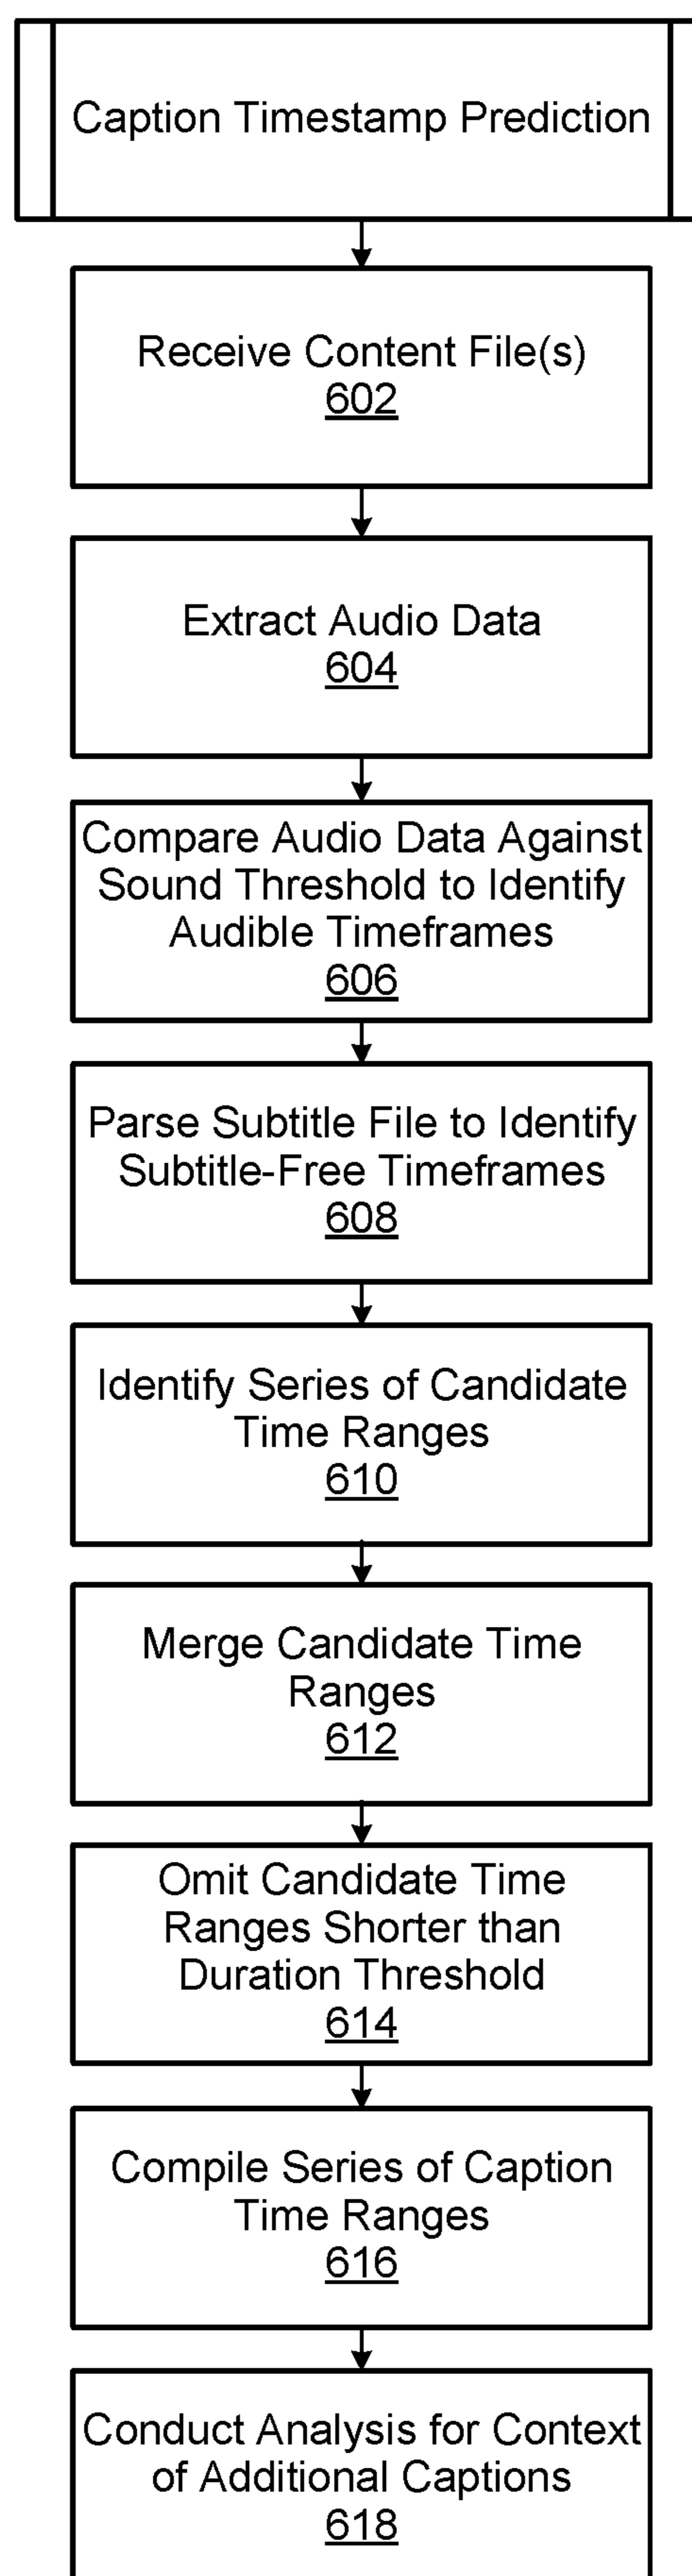 Caption Timestamp Prediction
Receive Content File(s)
602
Extract Audio Data
604
Compare Audio Data Against
Sound Threshold to Identify
Audible Timeframes
606
Parse Subtitle File to Identify
Subtitle-Free Timeframes
608
Identify Series of Candidate
Time Ranges
610
Merge Candidate Time
Ranges
612
Omit Candidate Time
Ranges Shorter than
Duration Threshold
614
Compile Series of Caption
Time Ranges
616
Conduct Analysis for Context
of Additional Captions
618